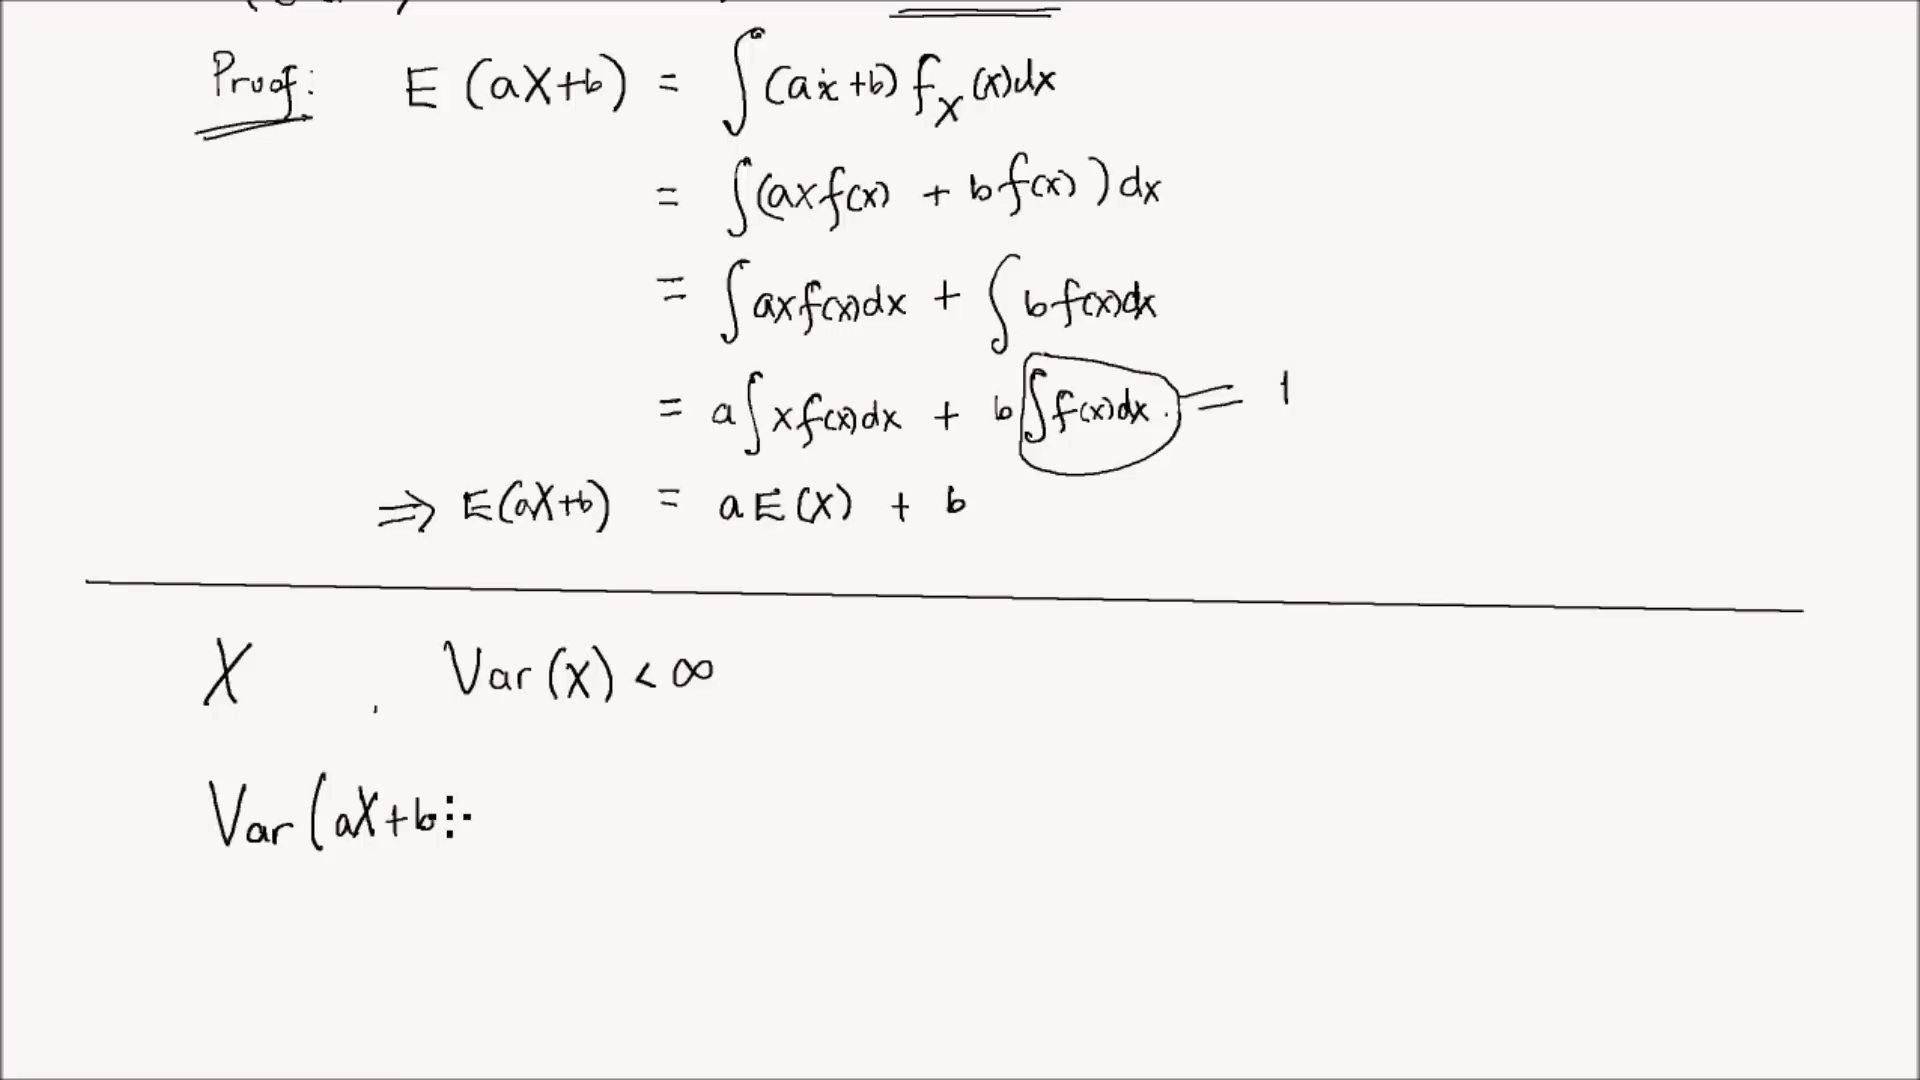 Proof: E (aX+b) = ∫(ax+b) f_X (x)dx
= ∫(axf(x) + bf(x))dx
= ∫axf(x)dx + ∫bf(x)dx
= a∫xf(x)dx + b∫f(x)dx. = 1
⇒ E(aX+b) = aE(X) + b
X , Var(X) < ∞
Var(aX+b